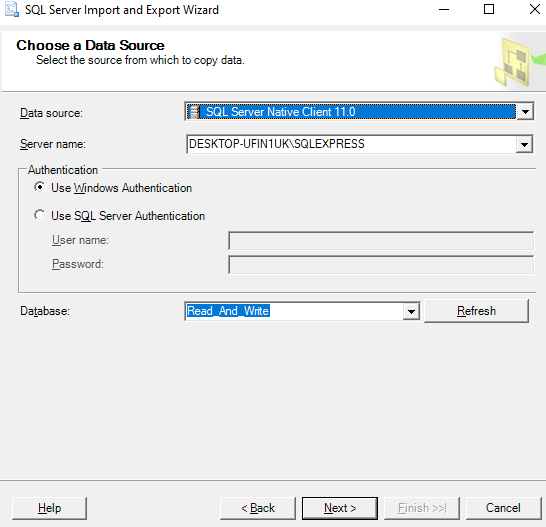 SQL Server Import and Export Wizard
Choose a Data Source
Select the source from which to copy data.
Data source: SQL Server Native Client 11.0
Server name: DESKTOP-UFIN1UK\SQLEXPRESS
Authentication
Use Windows Authentication
Use SQL Server Authentication
User name:
Password:
Database: Read_And_Write Refresh
Help < Back Next > Finish >>| Cancel